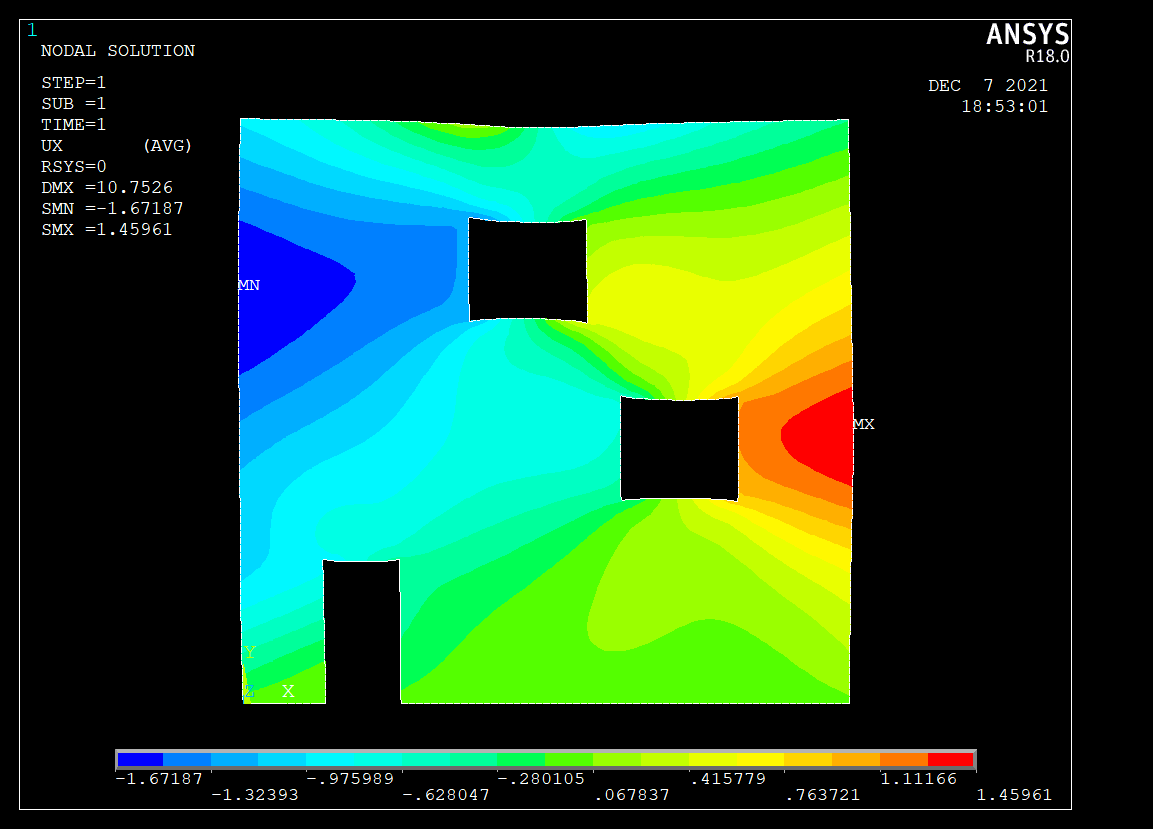 1
ANSYS
R18.0
NODAL SOLUTION
STEP=1
SUB =1
TIME=1
UX (AVG)
RSYS=0
DMX =10.7526
SMN =-1.67187
SMX =1.45961
DEC 7 2021
18:53:01
MN
MX
Y
Z X
-1.67187 -.975989 -.280105 .415779 1.11166
-1.32393 -.628047 .067837 .763721 1.45961